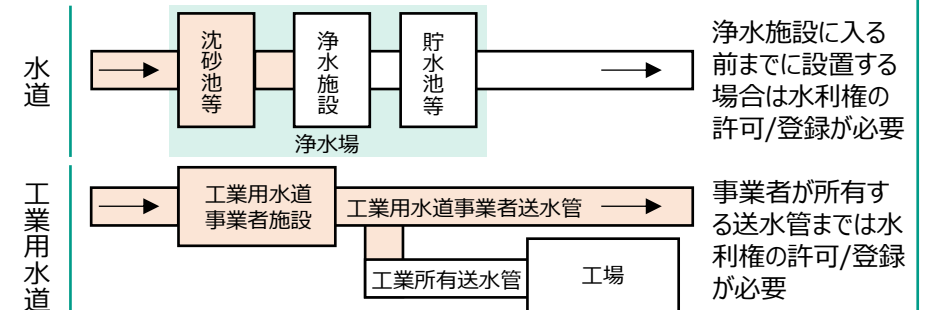 水道
沈砂池等
浄水施設
貯水池等
浄水場
浄水施設に入る
前までに設置する
場合は水利権の
許可/登録が必要
工業用水道
工業用水道
事業者施設
工業用水道事業者送水管
工業所有送水管
工場
事業者が所有す
る送水管までは水
利権の許可/登録
が必要